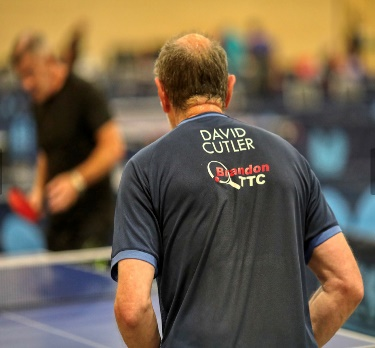 DAVID
CUTLER
Brandon
TTC